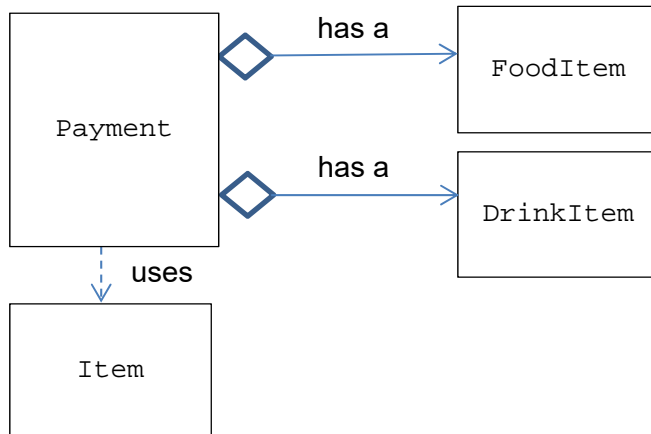 has a
FoodItem
Payment
has a
DrinkItem
uses
Item